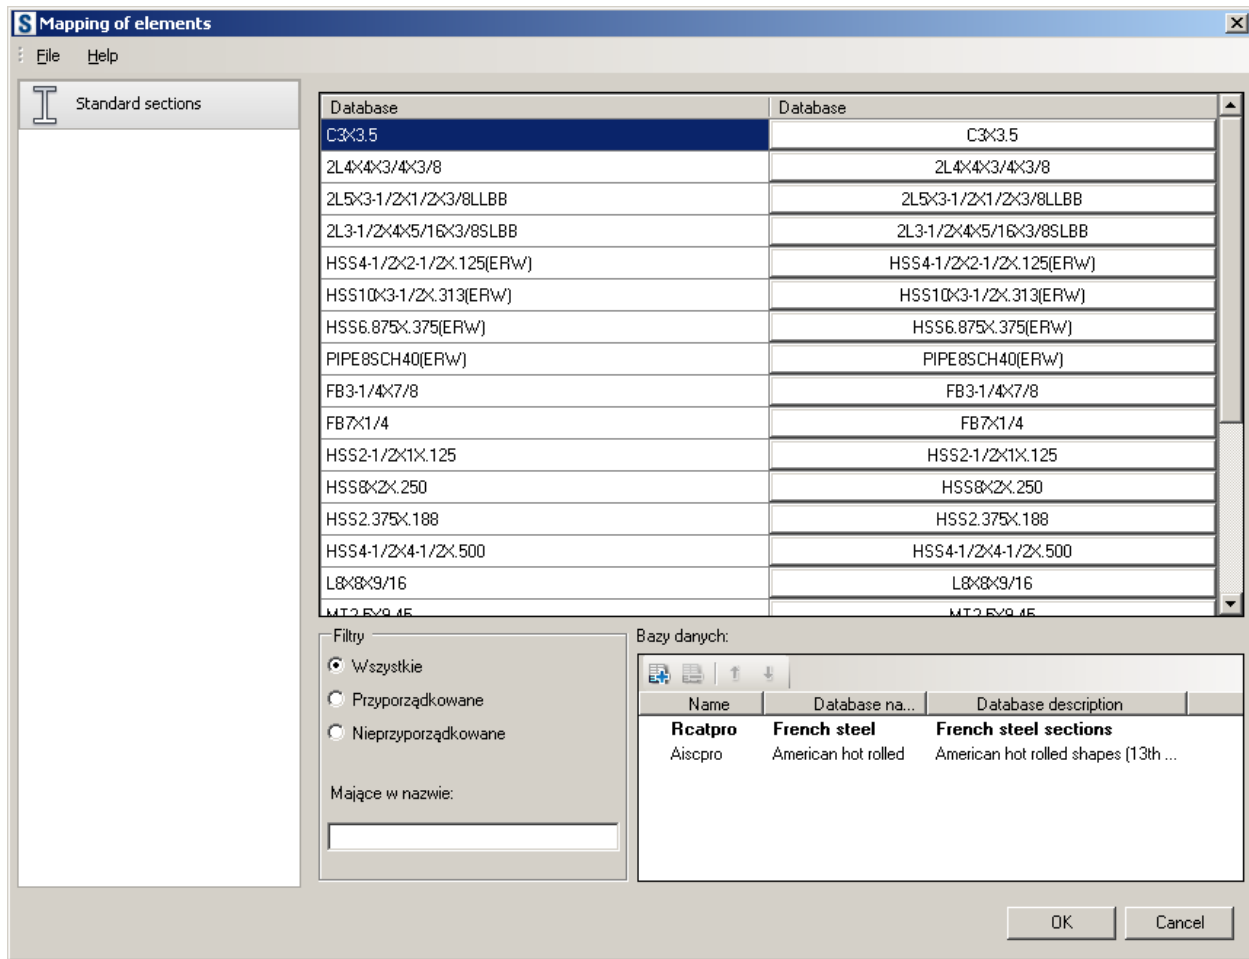 S Mapping of elements
File Help
Standard sections
Database Database
C3X3.5 C3X3.5
2L4X4X3/4X3/8 2L4X4X3/4X3/8
2L5X3-1/2X1/2X3/8LLBB 2L5X3-1/2X1/2X3/8LLBB
2L3-1/2X4X5/16X3/8SLBB 2L3-1/2X4X5/16X3/8SLBB
HSS4-1/2X2-1/2X.125(ERW) HSS4-1/2X2-1/2X.125(ERW)
HSS10X3-1/2X.313(ERW) HSS10X3-1/2X.313(ERW)
HSS6.875X.375(ERW) HSS6.875X.375(ERW)
PIPE8SCH40(ERW) PIPE8SCH40(ERW)
FB3-1/4X7/8 FB3-1/4X7/8
FB7X1/4 FB7X1/4
HSS2-1/2X1X.125 HSS2-1/2X1X.125
HSS8X2X.250 HSS8X2X.250
HSS2.375X.188 HSS2.375X.188
HSS4-1/2X4-1/2X.500 HSS4-1/2X4-1/2X.500
L8X8X9/16 L8X8X9/16
MT2.5X9.45 MT2.5X9.45
Filtry
Wszystkie
Przyporządkowane
Nieprzyporządkowane
Mające w nazwie:
Bazy danych:
Name Database na... Database description
Rcatpro French steel French steel sections
Aiscpro American hot rolled American hot rolled shapes (13th ...
OK Cancel